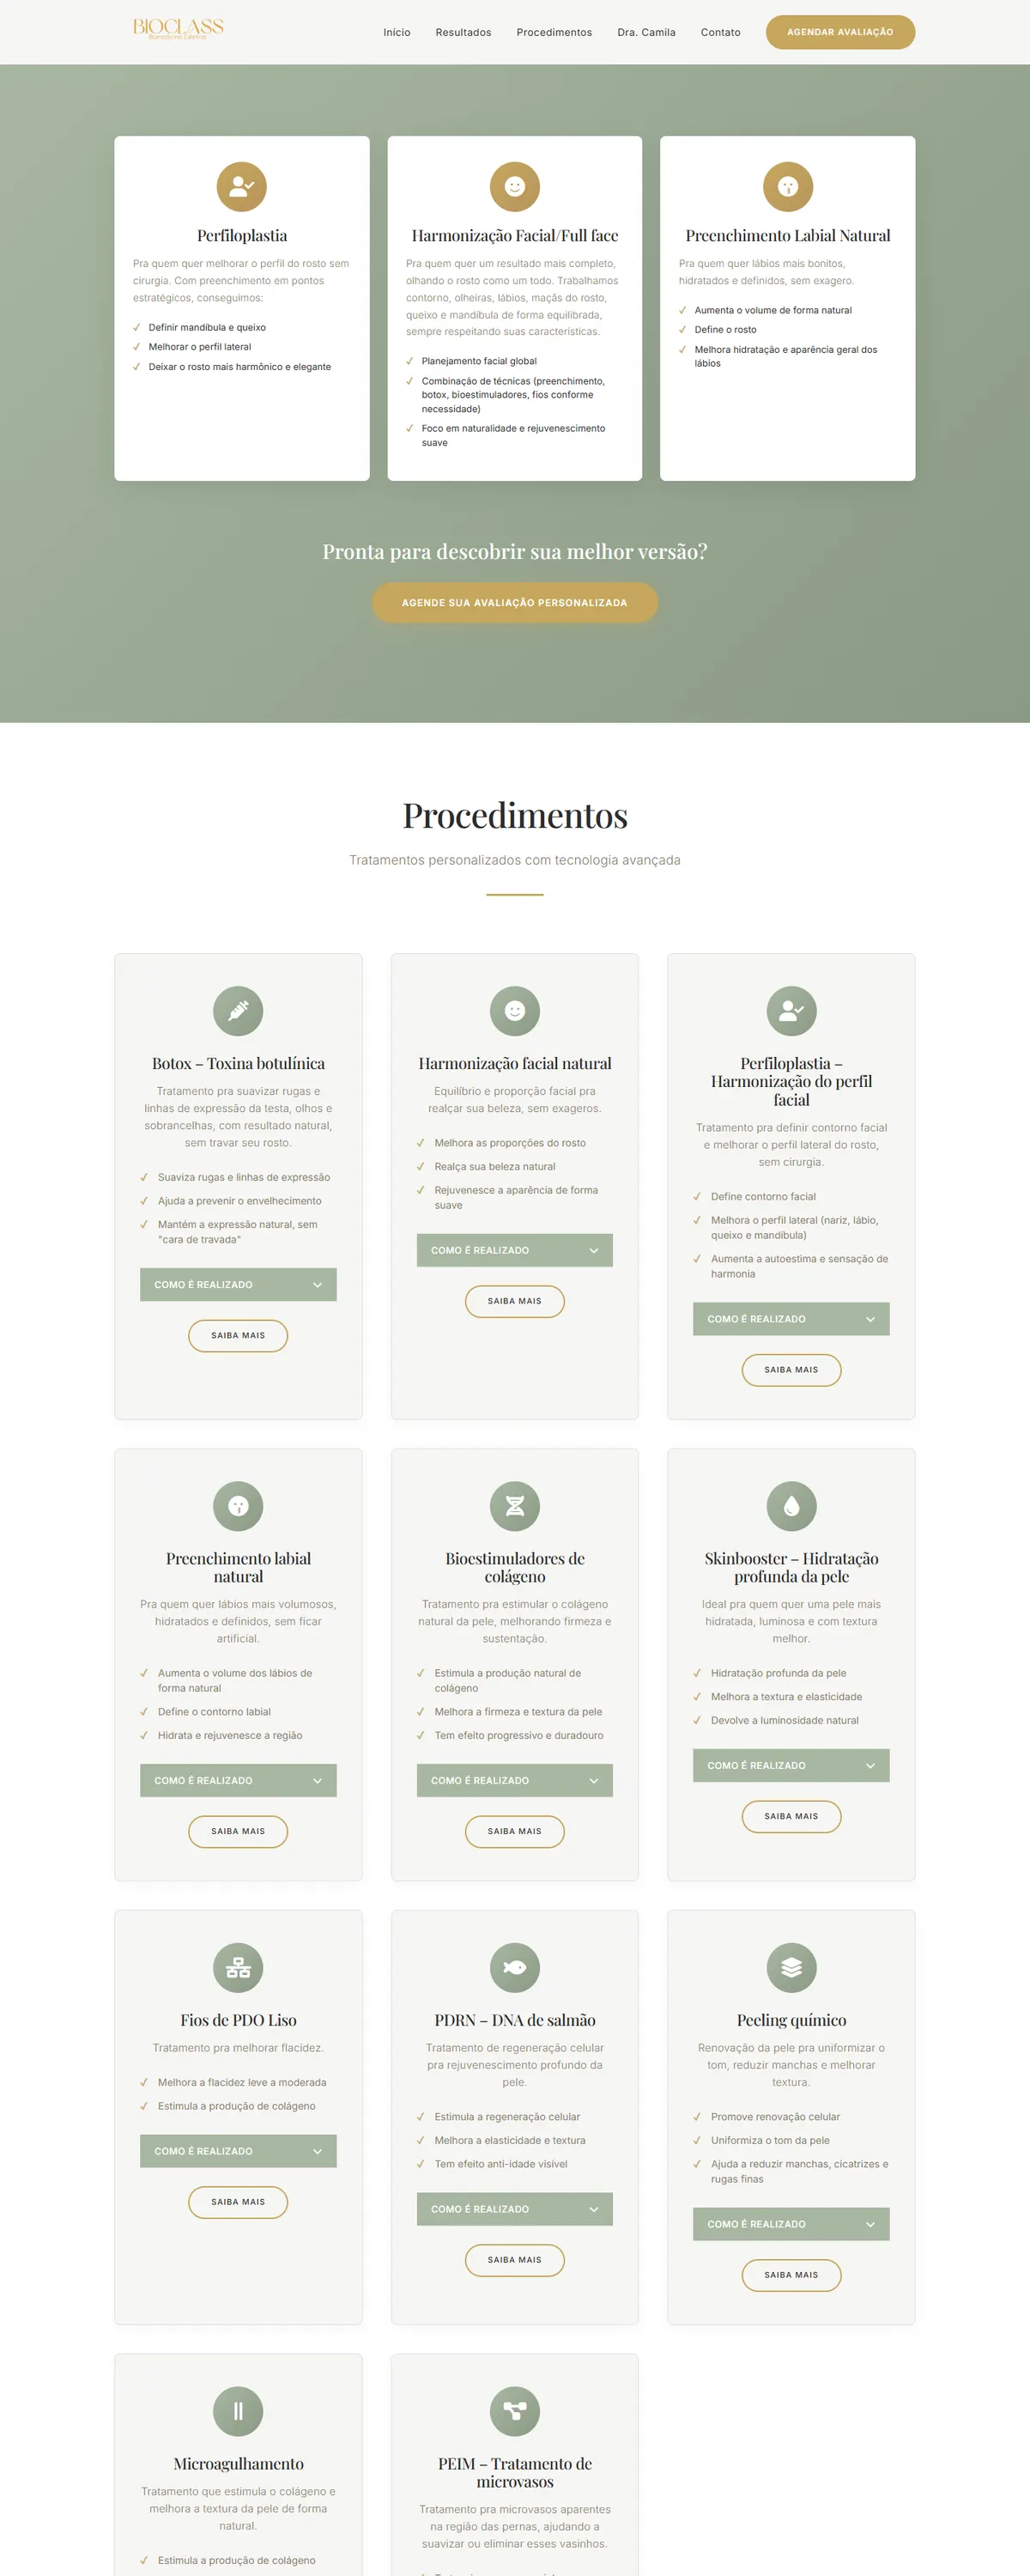 BIOCLASS
Início
Resultados
Procedimentos
Dra. Camila
Contato
AGENDAR AVALIAÇÃO
Perfiloplastia
Pra quem quer melhorar o perfil do rosto sem
cirurgia. Com preenchimento em pontos
estratégicos, conseguimos:
Definir mandíbula e queixo
Melhorar o perfil lateral
Deixar o rosto mais harmônico e elegante
Harmonização Facial/Full face
Pra quem quer um resultado mais completo,
olhando o rosto como um todo. Trabalhamos
contorno, olheiras, lábios, maçãs do rosto,
queixo e mandíbula de forma equilibrada,
sempre respeitando suas características.
Planejamento facial global
Combinação de técnicas (preenchimento,
botox, bioestimuladores, fios conforme
necessidade)
Foco em naturalidade e rejuvenescimento
suave
Preenchimento Labial Natural
Pra quem quer lábios mais bonitos,
hidratados e definidos, sem exagero.
Aumenta o volume de forma natural
Define o rosto
Melhora hidratação e aparência geral dos
lábios
Pronta para descobrir sua melhor versão?
AGENDE SUA AVALIAÇÃO PERSONALIZADA
Procedimentos
Tratamentos personalizados com tecnologia avançada
Botox – Toxina botulínica
Tratamento pra suavizar rugas e
linhas de expressão da testa, olhos e
sobrancelhas, com resultado natural,
sem travar seu rosto.
Suaviza rugas e linhas de expressão
Ajuda a prevenir o envelhecimento
Mantém a expressão natural, sem
"cara de travada"
COMO É REALIZADO
SAIBA MAIS
Harmonização facial natural
Equilíbrio e proporção facial pra
realçar sua beleza, sem exageros.
Melhora as proporções do rosto
Realça sua beleza natural
Rejuvenesce a aparência de forma
suave
COMO É REALIZADO
SAIBA MAIS
Perfiloplastia –
Harmonização do perfil
facial
Tratamento pra definir contorno facial
e melhorar o perfil lateral do rosto,
sem cirurgia.
Define contorno facial
Melhora o perfil lateral (nariz, lábio,
queixo e mandíbula)
Aumenta a autoestima e sensação de
harmonia
COMO É REALIZADO
SAIBA MAIS
Preenchimento labial
natural
Pra quem quer lábios mais volumosos,
hidratados e definidos, sem ficar
artificial.
Aumenta o volume dos lábios de
forma natural
Define o contorno labial
Hidrata e rejuvenesce a região
COMO É REALIZADO
SAIBA MAIS
Bioestimuladores de
colágeno
Tratamento pra estimular o colágeno
natural da pele, melhorando firmeza e
sustentação.
Estimula a produção natural de
colágeno
Melhora a firmeza e textura da pele
Tem efeito progressivo e duradouro
COMO É REALIZADO
SAIBA MAIS
Skinbooster – Hidratação
profunda da pele
Ideal pra quem quer uma pele mais
hidratada, luminosa e com textura
melhor.
Hidratação profunda da pele
Melhora a textura e elasticidade
Devolve a luminosidade natural
COMO É REALIZADO
SAIBA MAIS
Fios de PDO Liso
Tratamento pra melhorar flacidez.
Melhora a flacidez leve a moderada
Estimula a produção de colágeno
COMO É REALIZADO
SAIBA MAIS
PDRN – DNA de salmão
Tratamento de regeneração celular
pra rejuvenescimento profundo da
pele.
Estimula a regeneração celular
Melhora a elasticidade e textura
Tem efeito anti-idade visível
COMO É REALIZADO
SAIBA MAIS
Peeling químico
Renovação da pele pra uniformizar o
tom, reduzir manchas e melhorar
textura.
Promove renovação celular
Uniformiza o tom da pele
Ajuda a reduzir manchas, cicatrizes e
rugas finas
COMO É REALIZADO
SAIBA MAIS
Microagulhamento
Tratamento que estimula o colágeno e
melhora a textura da pele de forma
natural.
Estimula a produção de colágeno
PEIM – Tratamento de
microvasos
Tratamento pra microvasos aparentes
na região das pernas, ajudando a
suavizar ou eliminar esses vasinhos.